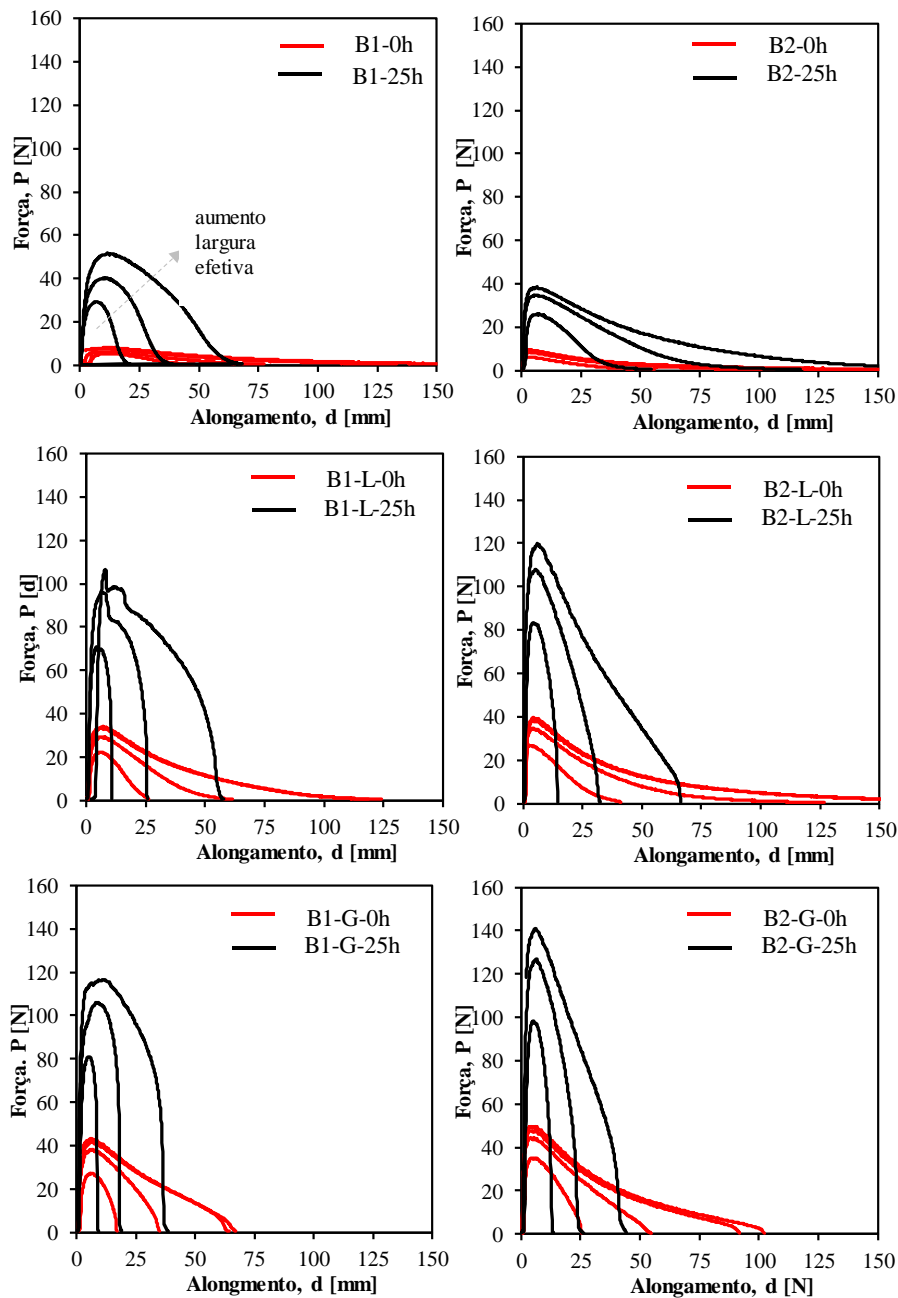 B1-0h
B1-25h
160
140
120
100
80
60
40
20
0
Força, P [N]
aumento
largura
efetiva
0 25 50 75 100 125 150
Alongamento, d [mm]
B2-0h
B2-25h
160
140
120
100
80
60
40
20
0
Força, P [N]
0 25 50 75 100 125 150
Alongamento, d [mm]
B1-L-0h
B1-L-25h
160
140
120
100
80
60
40
20
0
Força, P [d]
0 25 50 75 100 125 150
Alongamento, d [mm]
B2-L-0h
B2-L-25h
160
140
120
100
80
60
40
20
0
Força, P [N]
0 25 50 75 100 125 150
Alongamento, d [mm]
B1-G-0h
B1-G-25h
160
140
120
100
80
60
40
20
0
Força. P [N]
0 25 50 75 100 125 150
Alongmento, d [mm]
B2-G-0h
B2-G-25h
160
140
120
100
80
60
40
20
0
Força, P [N]
0 25 50 75 100 125 150
Alongamento, d [N]